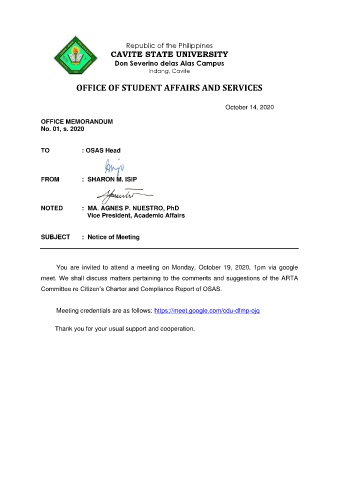 Republic of the Philippines
CAVITE STATE UNIVERSITY
Don Severino delas Alas Campus
Indang, Cavite
OFFICE OF STUDENT AFFAIRS AND SERVICES
October 14, 2020
OFFICE MEMORANDUM
No. 01, s. 2020
TO : OSAS Head
FROM : SHARON M. ISIP
NOTED : MA. AGNES P. NUESTRO, PhD
Vice President, Academic Affairs
SUBJECT : Notice of Meeting
You are invited to attend a meeting on Monday, October 19, 2020, 1pm via google
meet. We shall discuss matters pertaining to the comments and suggestions of the ARTA
Committee re Citizen's Charter and Compliance Report of OSAS.
Meeting credentials are as follows: https://meet.google.com/cdu-dfmp-ojq
Thank you for your usual support and cooperation.